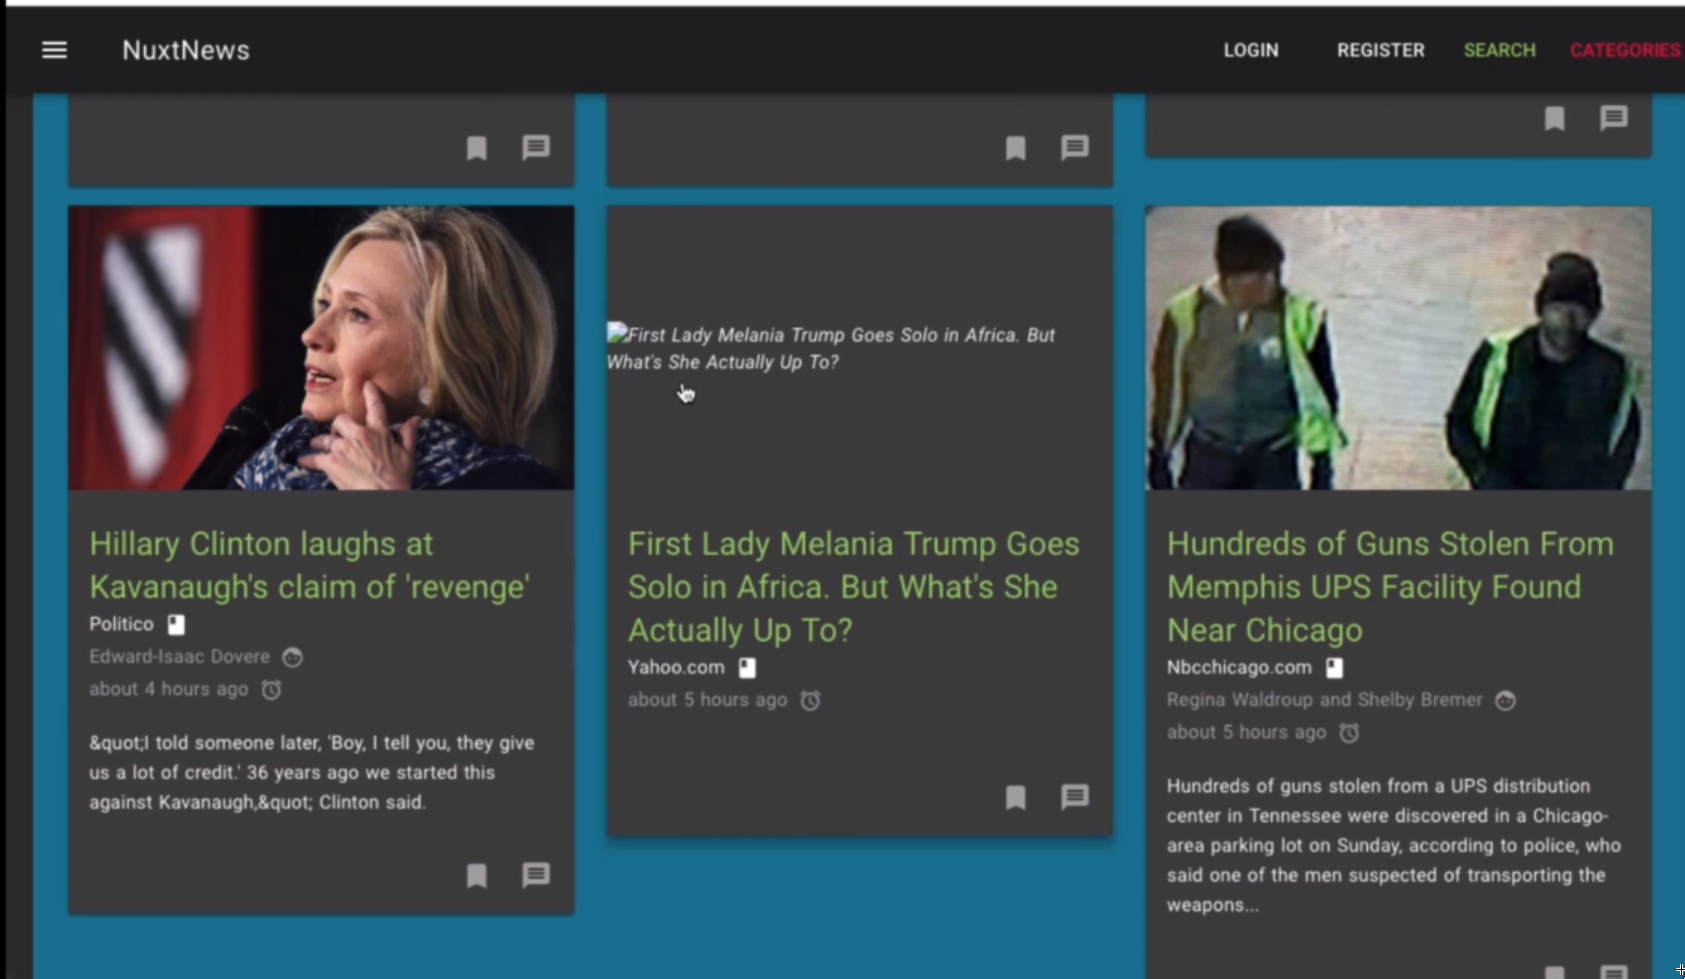 NuxtNews
LOGIN
REGISTER
SEARCH
CATEGORIES
Hillary Clinton laughs at
Kavanaugh's claim of 'revenge'
Politico
Edward-Isaac Dovere
about 4 hours ago
&quot;I told someone later, 'Boy, I tell you, they give
us a lot of credit.' 36 years ago we started this
against Kavanaugh,&quot; Clinton said.
First Lady Melania Trump Goes Solo in Africa. But
What's She Actually Up To?
First Lady Melania Trump Goes
Solo in Africa. But What's She
Actually Up To?
Yahoo.com
about 5 hours ago
Hundreds of Guns Stolen From
Memphis UPS Facility Found
Near Chicago
Nbcchicago.com
Regina Waldroup and Shelby Bremer
about 5 hours ago
Hundreds of guns stolen from a UPS distribution
center in Tennessee were discovered in a Chicago-
area parking lot on Sunday, according to police, who
said one of the men suspected of transporting the
weapons...